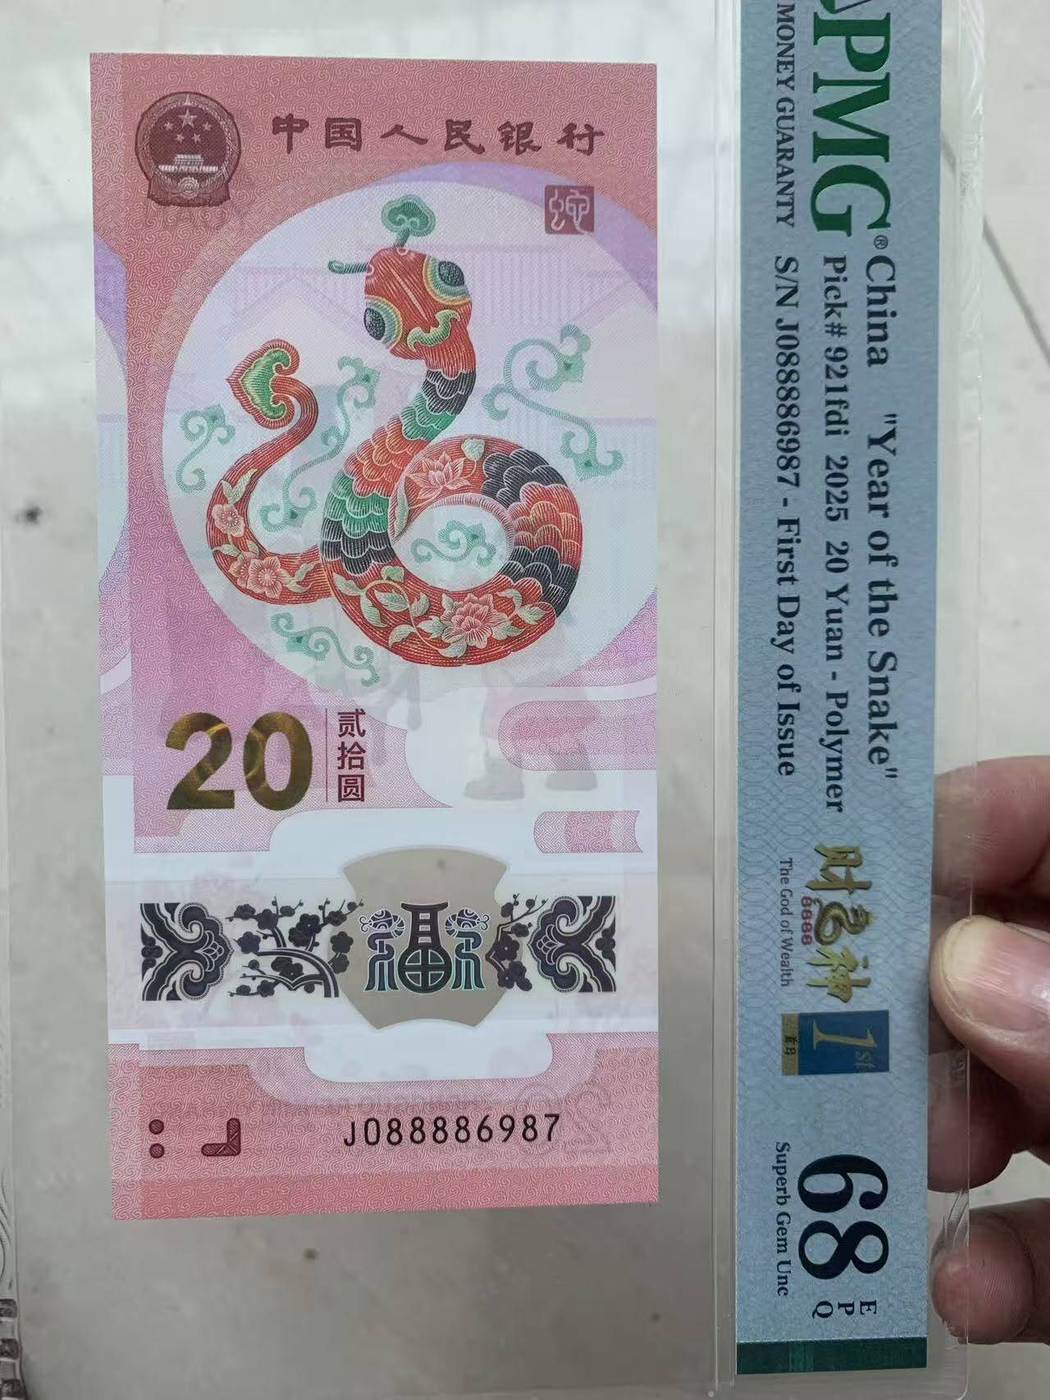 中国人民银行
20
贰拾圆
J088886987
PMG®
MONEY GUARANTY
China "Year of the Snake"
Pick# 921fdi 2025 20 Yuan - Polymer
S/N J088886987 - First Day of Issue
财神
8888
The God of Wealth
1st
首日
68
EPQ
Superb Gem Unc